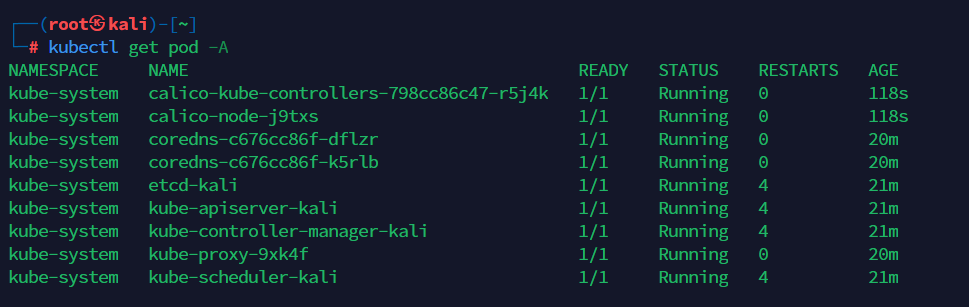 ┌──(root㉿kali)-[~]
└─# kubectl get pod -A
NAMESPACE     NAME                                       READY   STATUS    RESTARTS   AGE
kube-system   calico-kube-controllers-798cc86c47-r5j4k   1/1     Running   0          118s
kube-system   calico-node-j9txs                          1/1     Running   0          118s
kube-system   coredns-c676cc86f-dflzr                    1/1     Running   0          20m
kube-system   coredns-c676cc86f-k5rlb                    1/1     Running   0          20m
kube-system   etcd-kali                                  1/1     Running   4          21m
kube-system   kube-apiserver-kali                        1/1     Running   4          21m
kube-system   kube-controller-manager-kali               1/1     Running   4          21m
kube-system   kube-proxy-9xk4f                           1/1     Running   0          20m
kube-system   kube-scheduler-kali                        1/1     Running   4          21m